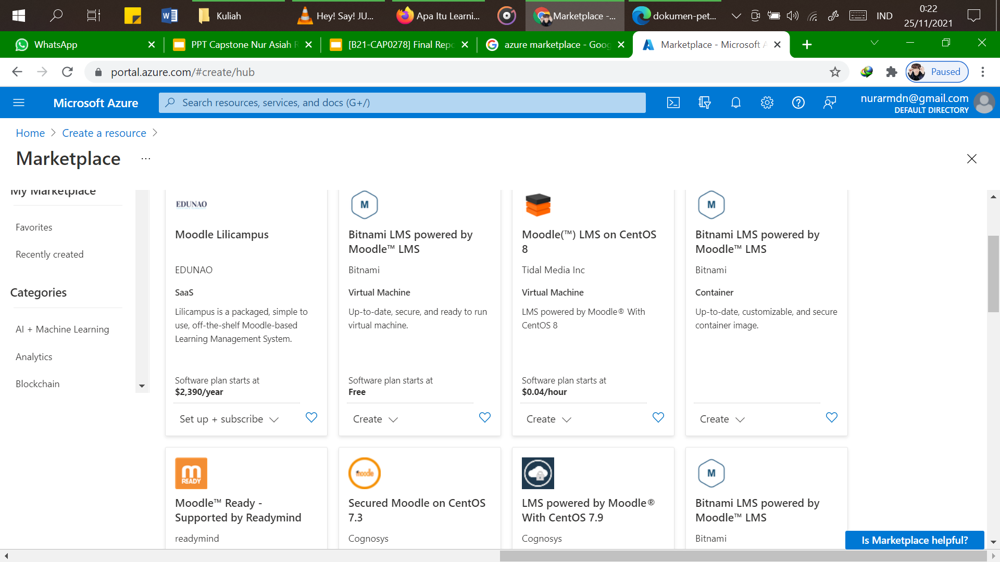 Kuliah
Hey! Say! JU...
Apa Itu Learni...
Marketplace -...
dokumen-pet...
IND
0:22
25/11/2021
WhatsApp
PPT Capstone Nur Asiah R
[B21-CAP0278] Final Repo
azure marketplace - Goog
Marketplace - Microsoft A
portal.azure.com/#create/hub
Paused
Microsoft Azure
Search resources, services, and docs (G+/)
nurarmdn@gmail.com
DEFAULT DIRECTORY
Home
Create a resource
Marketplace
...
My Marketplace
Favorites
Recently created
Categories
AI + Machine Learning
Analytics
Blockchain
EDUNAO
Moodle Lilicampus
EDUNAO
SaaS
Lilicampus is a packaged, simple to
use, off-the-shelf Moodle-based
Learning Management System.
Software plan starts at
$2,390/year
Set up + subscribe
M
Bitnami LMS powered by
Moodle™ LMS
Bitnami
Virtual Machine
Up-to-date, secure, and ready to run
virtual machine.
Software plan starts at
Free
Create
Moodle(™) LMS on CentOS
8
Tidal Media Inc
Virtual Machine
LMS powered by Moodle® With
CentOS 8
Software plan starts at
$0.04/hour
Create
M
Bitnami LMS powered by
Moodle™ LMS
Bitnami
Container
Up-to-date, customizable, and secure
container image.
Create
m
READY
Moodle™ Ready -
Supported by Readymind
readymind
moodle
Secured Moodle on CentOS
7.3
Cognosys
LMS powered by Moodle®
With CentOS 7.9
Cognosys
M
Bitnami LMS powered by
Moodle™ LMS
Bitnami
Is Marketplace helpful?